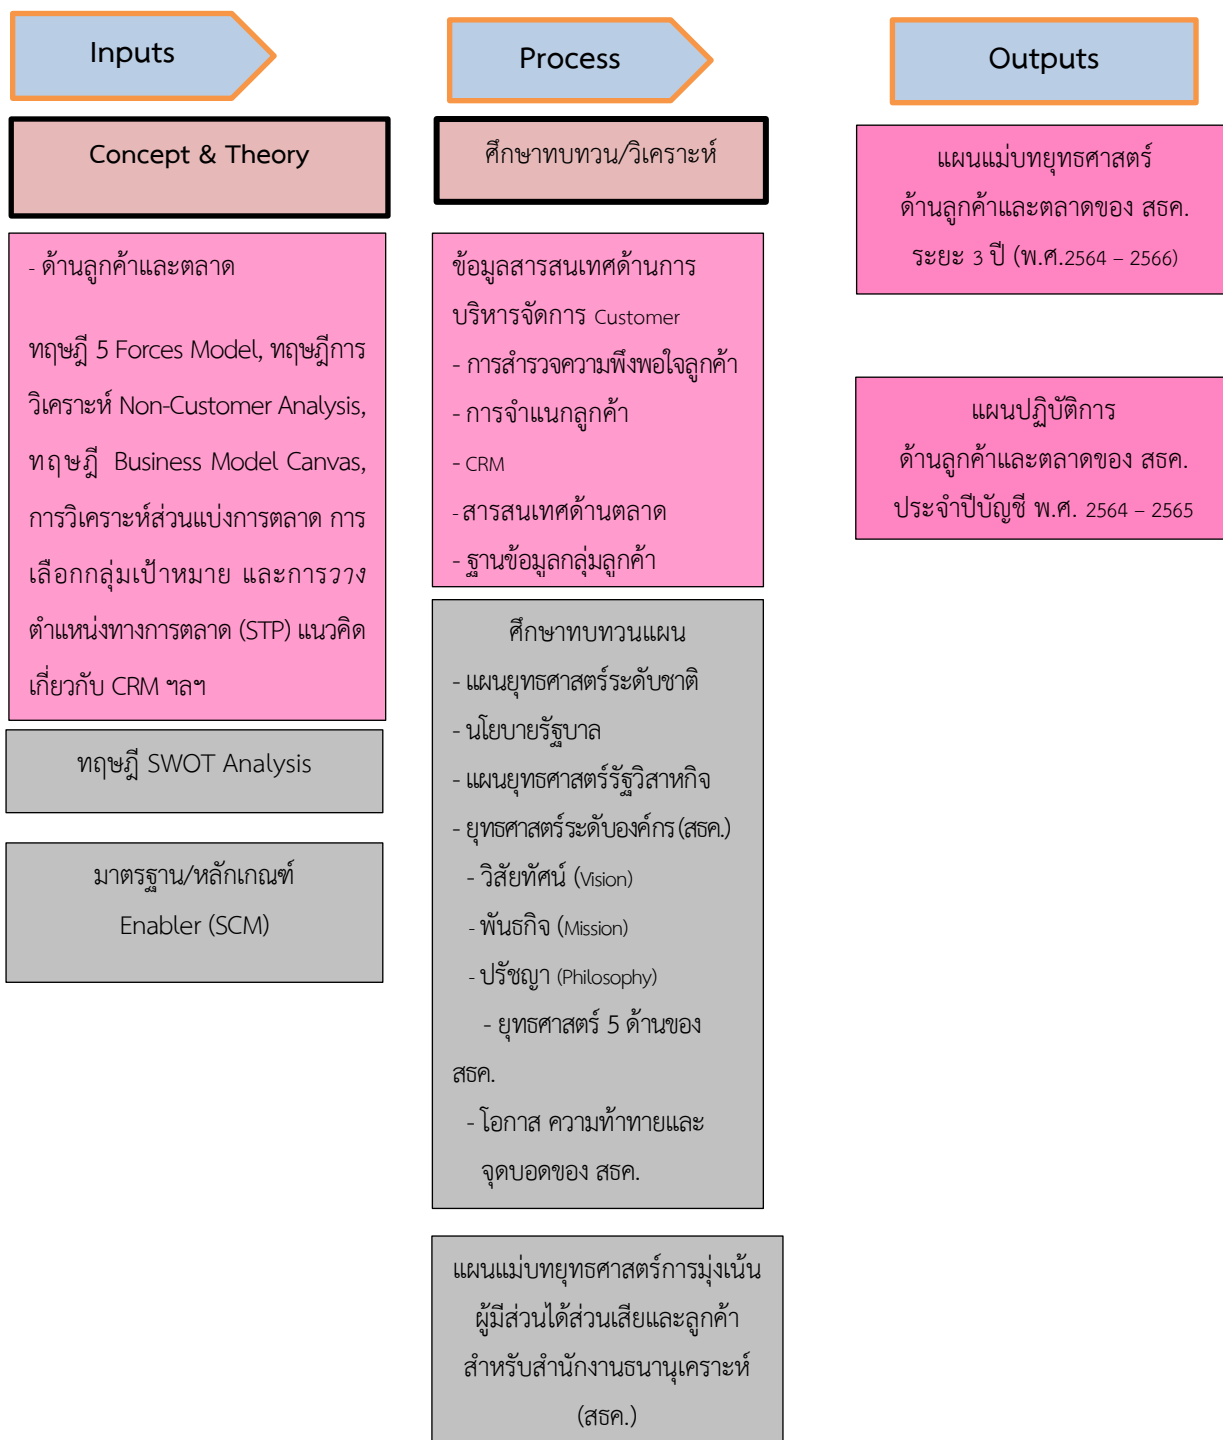 Inputs
Concept & Theory
- ด้านลูกค้าและตลาด
ทฤษฎี 5 Forces Model, ทฤษฎีการ
วิเคราะห์ Non-Customer Analysis,
ทฤษฎี Business Model Canvas,
การวิเคราะห์ส่วนแบ่งการตลาด การ
เลือกกลุ่มเป้าหมาย และการวาง
ตำแหน่งทางการตลาด (STP) แนวคิด
เกี่ยวกับ CRM ฯลฯ
ทฤษฎี SWOT Analysis
มาตรฐาน/หลักเกณฑ์
Enabler (SCM)
Process
ศึกษาทบทวน/วิเคราะห์
ข้อมูลสารสนเทศด้านการ
บริหารจัดการ Customer
- การสำรวจความพึงพอใจลูกค้า
- การจำแนกลูกค้า
- CRM
- สารสนเทศด้านตลาด
- ฐานข้อมูลกลุ่มลูกค้า
ศึกษาทบทวนแผน
- แผนยุทธศาสตร์ระดับชาติ
- นโยบายรัฐบาล
- แผนยุทธศาสตร์รัฐวิสาหกิจ
- ยุทธศาสตร์ระดับองค์กร (สธค.)
- วิสัยทัศน์ (Vision)
- พันธกิจ (Mission)
- ปรัชญา (Philosophy)
- ยุทธศาสตร์ 5 ด้านของ
สธค.
- โอกาส ความท้าทายและ
จุดบอดของ สธค.
แผนแม่บทยุทธศาสตร์การมุ่งเน้น
ผู้มีส่วนได้ส่วนเสียและลูกค้า
สำหรับสำนักงานธนานุเคราะห์
(สธค.)
Outputs
แผนแม่บทยุทธศาสตร์
ด้านลูกค้าและตลาดของ สธค.
ระยะ 3 ปี (พ.ศ.2564 – 2566)
แผนปฏิบัติการ
ด้านลูกค้าและตลาดของ สธค.
ประจำปีบัญชี พ.ศ. 2564 – 2565